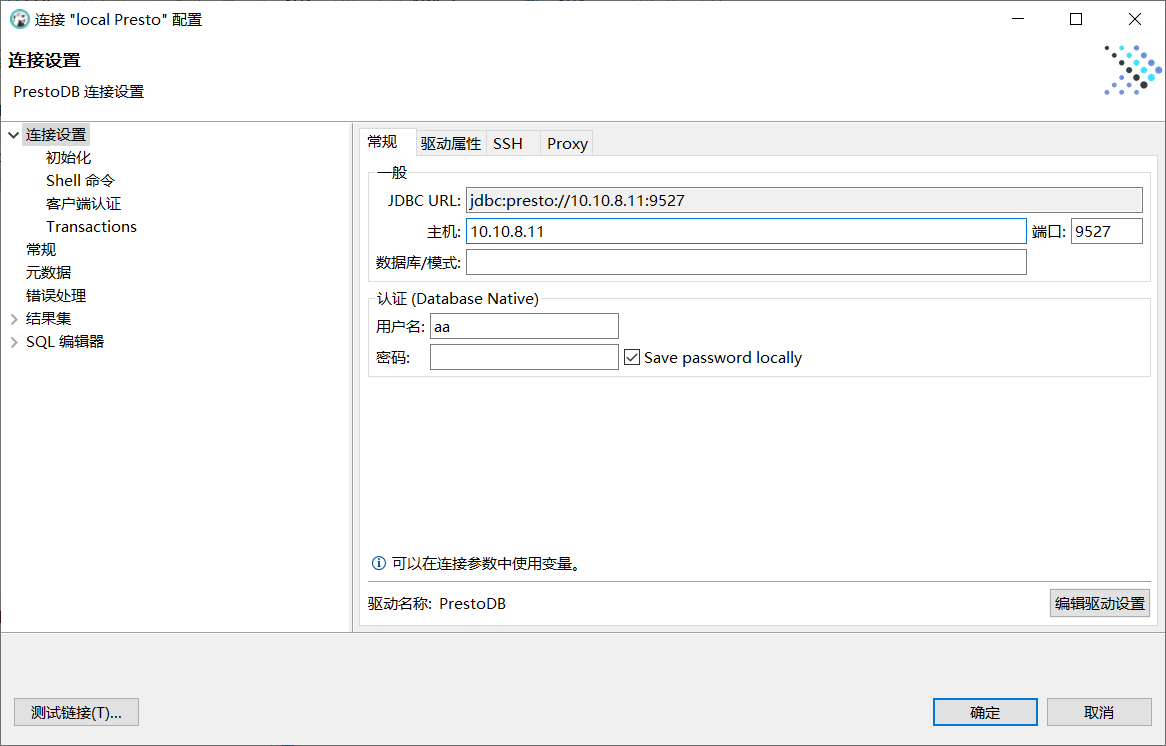 连接 "local Presto" 配置
连接设置
PrestoDB 连接设置
连接设置
初始化
Shell 命令
客户端认证
Transactions
常规
元数据
错误处理
结果集
SQL 编辑器
常规 驱动属性 SSH Proxy
一般
JDBC URL: jdbc:presto://10.10.8.11:9527
主机: 10.10.8.11 端口: 9527
数据库/模式:
认证 (Database Native)
用户名: aa
密码: Save password locally
可以在连接参数中使用变量。
驱动名称: PrestoDB 编辑驱动设置
测试链接(T)... 确定 取消